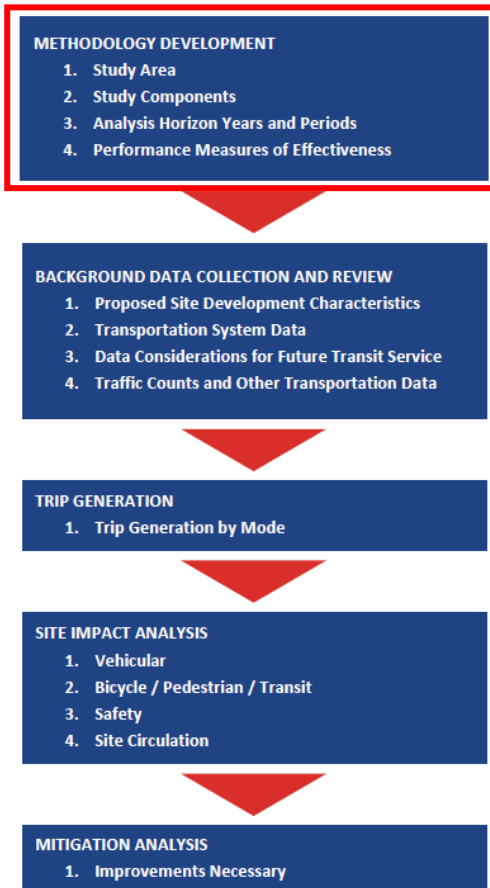 METHODOLOGY DEVELOPMENT
1. Study Area
2. Study Components
3. Analysis Horizon Years and Periods
4. Performance Measures of Effectiveness
BACKGROUND DATA COLLECTION AND REVIEW
1. Proposed Site Development Characteristics
2. Transportation System Data
3. Data Considerations for Future Transit Service
4. Traffic Counts and Other Transportation Data
TRIP GENERATION
1. Trip Generation by Mode
SITE IMPACT ANALYSIS
1. Vehicular
2. Bicycle / Pedestrian / Transit
3. Safety
4. Site Circulation
MITIGATION ANALYSIS
1. Improvements Necessary